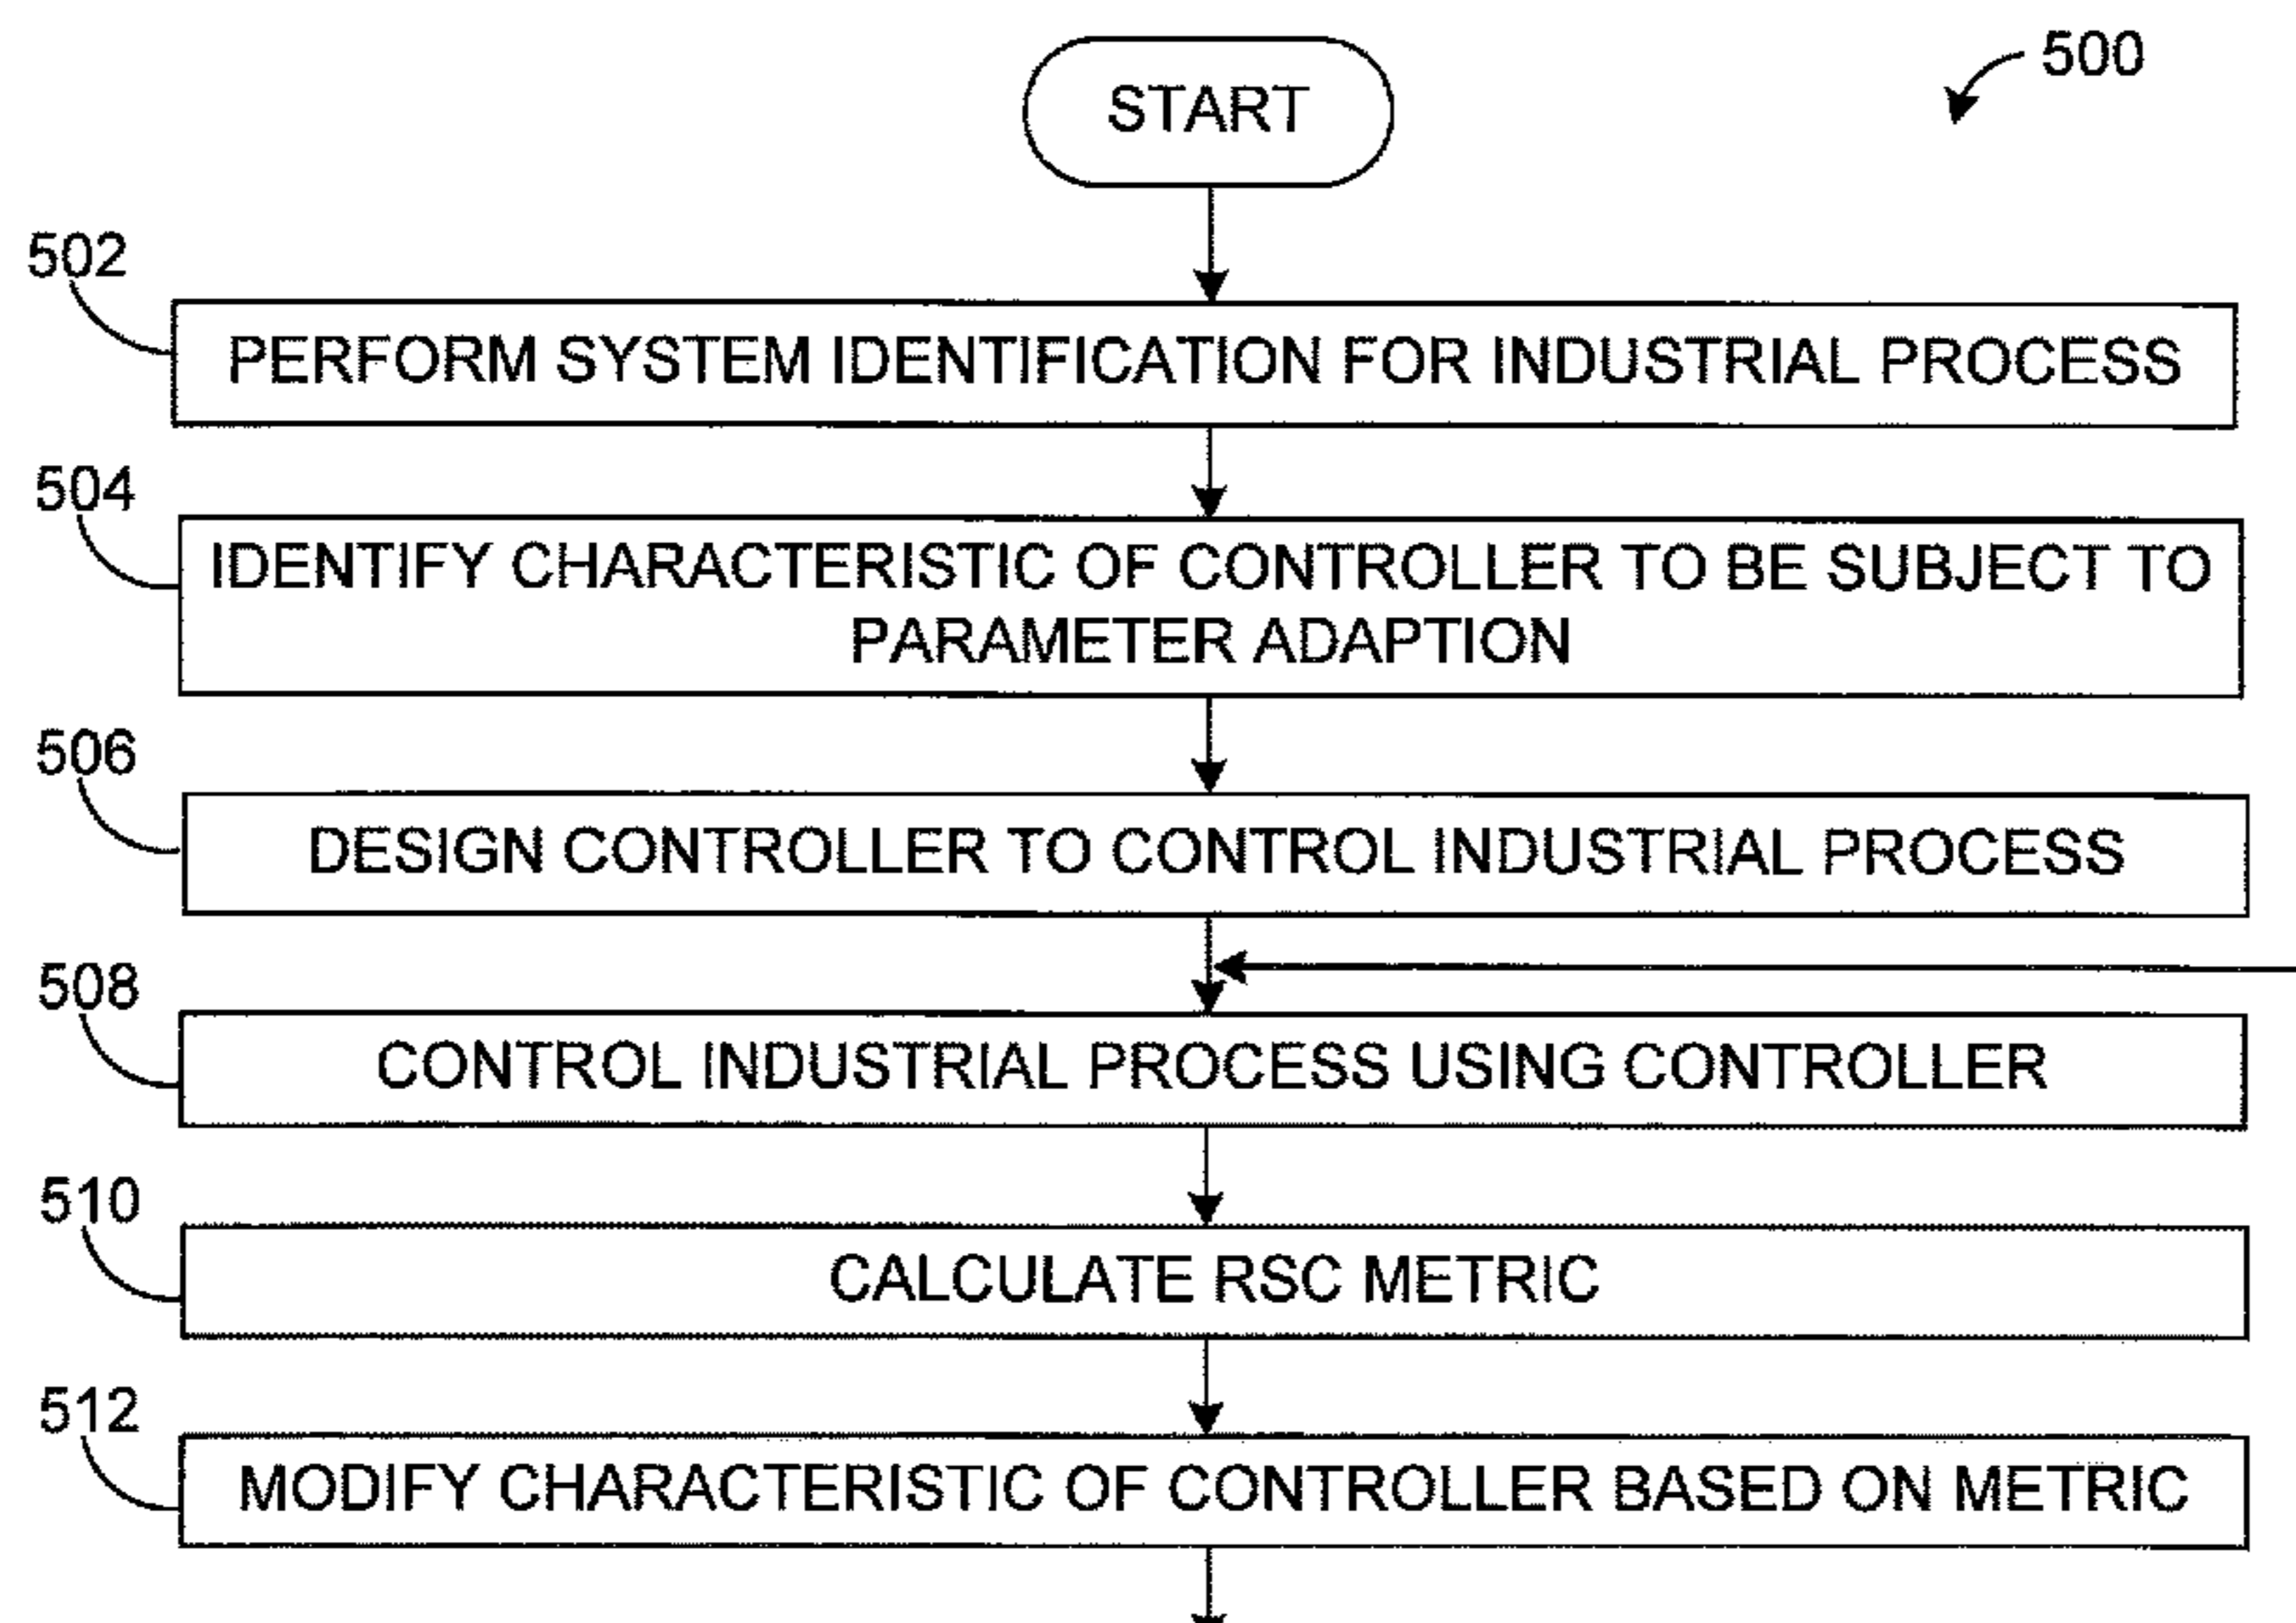 START
500
502
PERFORM SYSTEM IDENTIFICATION FOR INDUSTRIAL PROCESS
504
IDENTIFY CHARACTERISTIC OF CONTROLLER TO BE SUBJECT TO
PARAMETER ADAPTION
506
DESIGN CONTROLLER TO CONTROL INDUSTRIAL PROCESS
508
CONTROL INDUSTRIAL PROCESS USING CONTROLLER
510
CALCULATE RSC METRIC
512
MODIFY CHARACTERISTIC OF CONTROLLER BASED ON METRIC